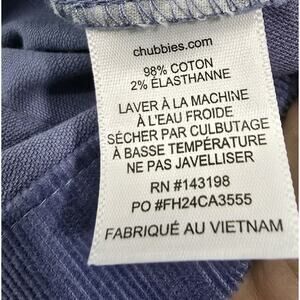 chubbies.com
98% COTON
2% ÉLASTHANNE
LAVER À LA MACHINE
À L'EAU FROIDE
SÉCHER PAR CULBUTAGE
À BASSE TEMPÉRATURE
NE PAS JAVELLISER
RN #143198
PO #FH24CA3555
FABRIQUÉ AU VIETNAM